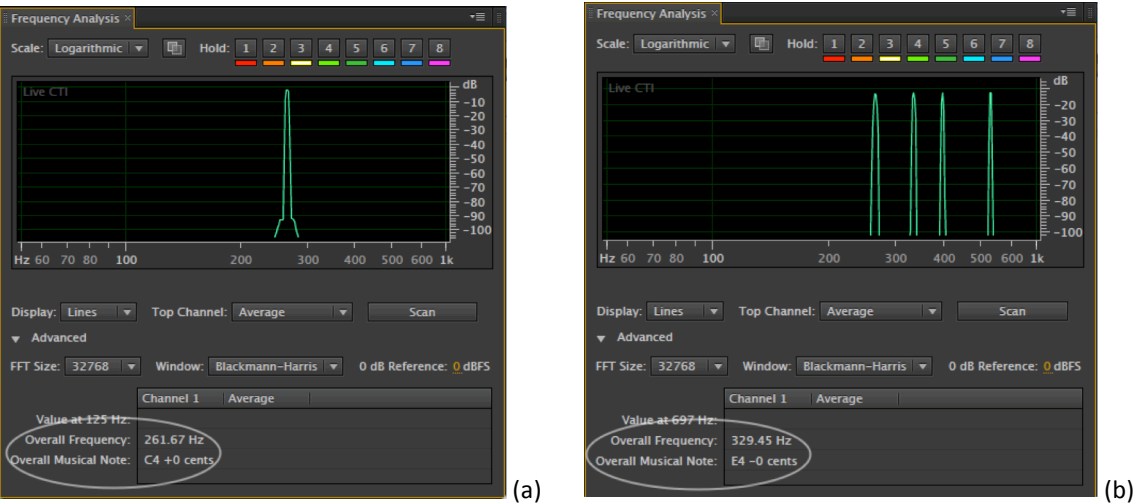 Frequency Analysis ×
Scale: Logarithmic Hold: 1 2 3 4 5 6 7 8
Live CTI
dB
-10
-20
-30
-40
-50
-60
-70
-80
-90
-100
Hz 60 70 80 100 200 300 400 500 600 1k
Display: Lines Top Channel: Average Scan
Advanced
FFT Size: 32768 Window: Blackmann-Harris 0 dB Reference: 0 dBFS
Channel 1 Average
Value at 125 Hz:
Overall Frequency: 261.67 Hz
Overall Musical Note: C4 +0 cents
(a)
Frequency Analysis ×
Scale: Logarithmic Hold: 1 2 3 4 5 6 7 8
Live CTI
dB
-20
-30
-40
-50
-60
-70
-80
-90
-100
Hz 60 70 80 100 200 300 400 500 600 1k
Display: Lines Top Channel: Average Scan
Advanced
FFT Size: 32768 Window: Blackmann-Harris 0 dB Reference: 0 dBFS
Channel 1 Average
Value at 697 Hz:
Overall Frequency: 329.45 Hz
Overall Musical Note: E4 -0 cents
(b)